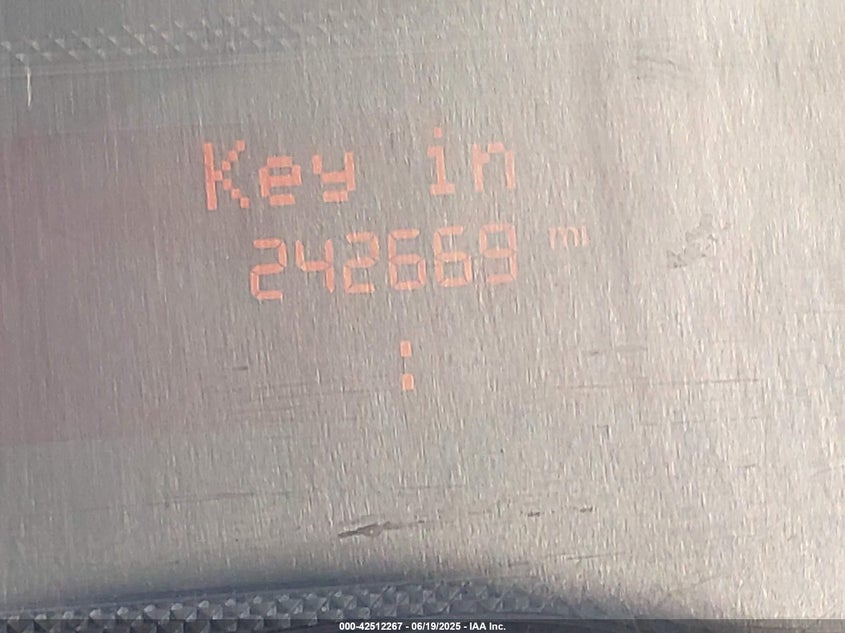 Key in
242669 mi
:
000-42512267 - 06/19/2025 - IAA Inc.